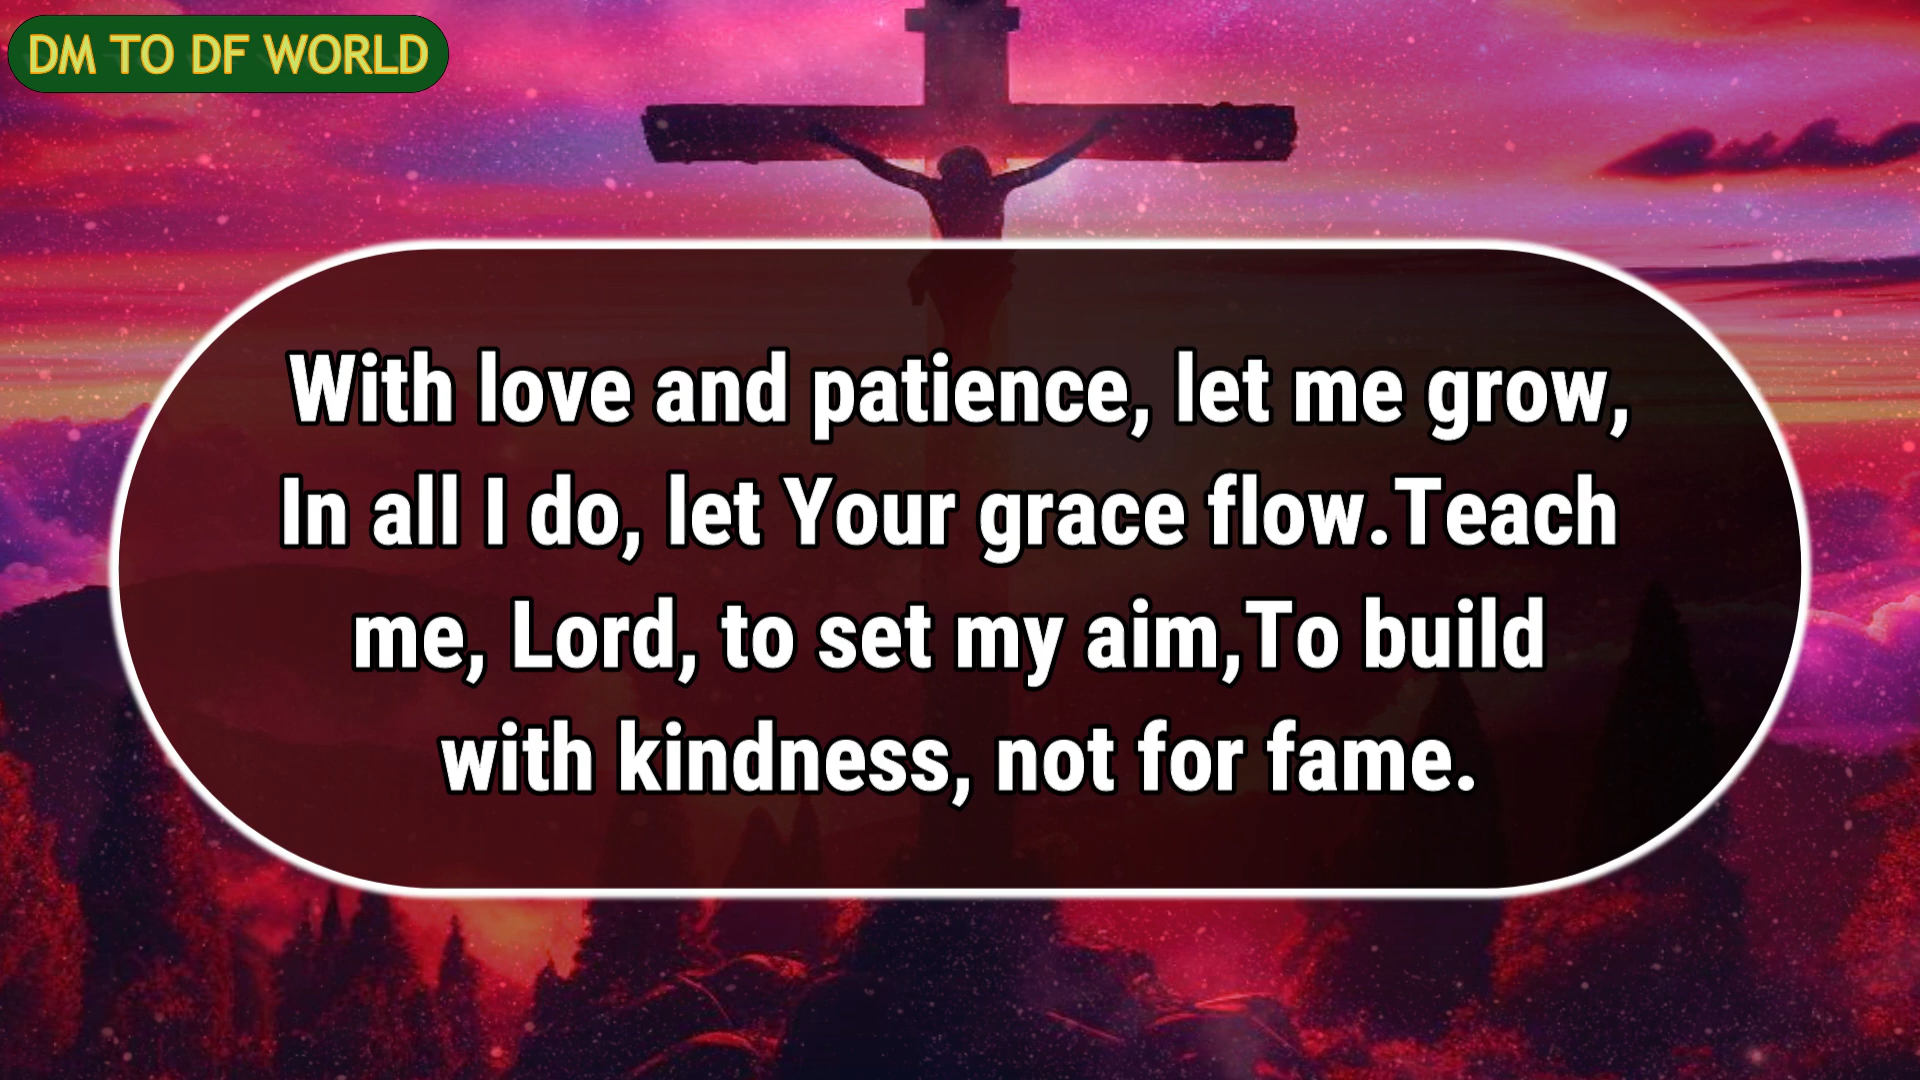 DM TO DF WORLD
With love and patience, let me grow,
In all I do, let Your grace flow.Teach
me, Lord, to set my aim,To build
with kindness, not for fame.